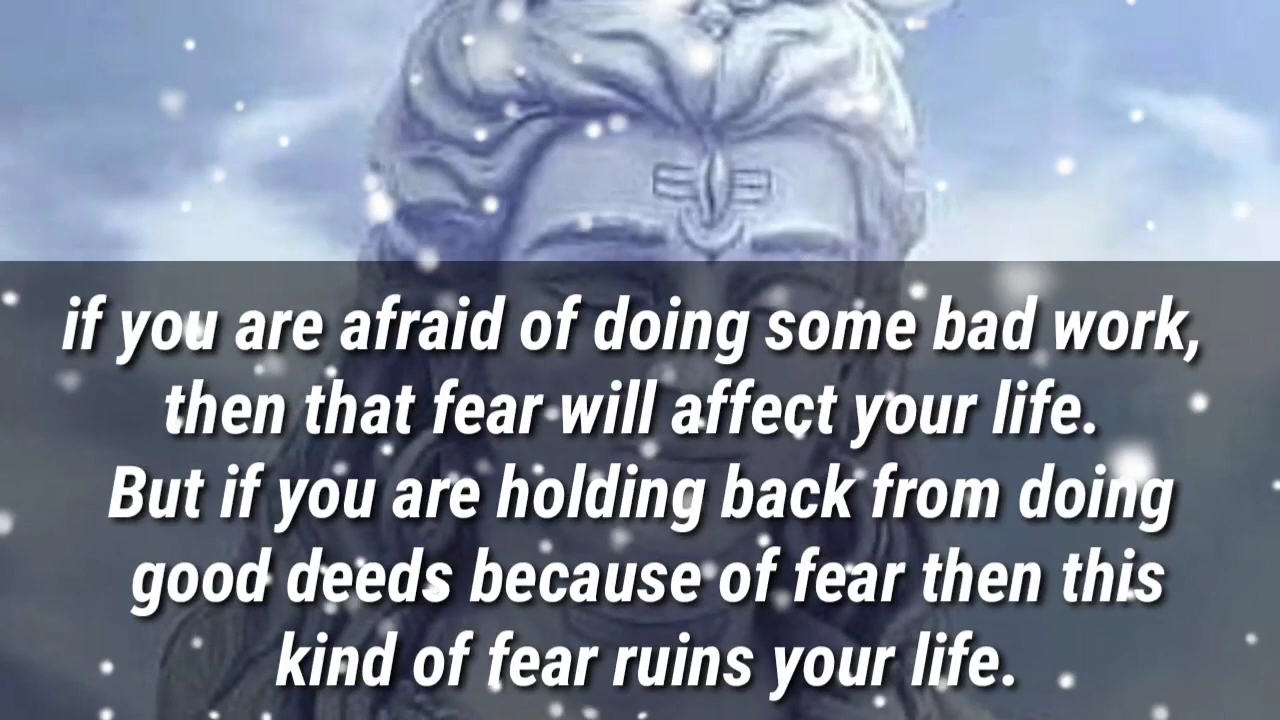 if you are afraid of doing some bad work,
then that fear will affect your life.
But if you are holding back from doing
good deeds because of fear then this
kind of fear ruins your life.